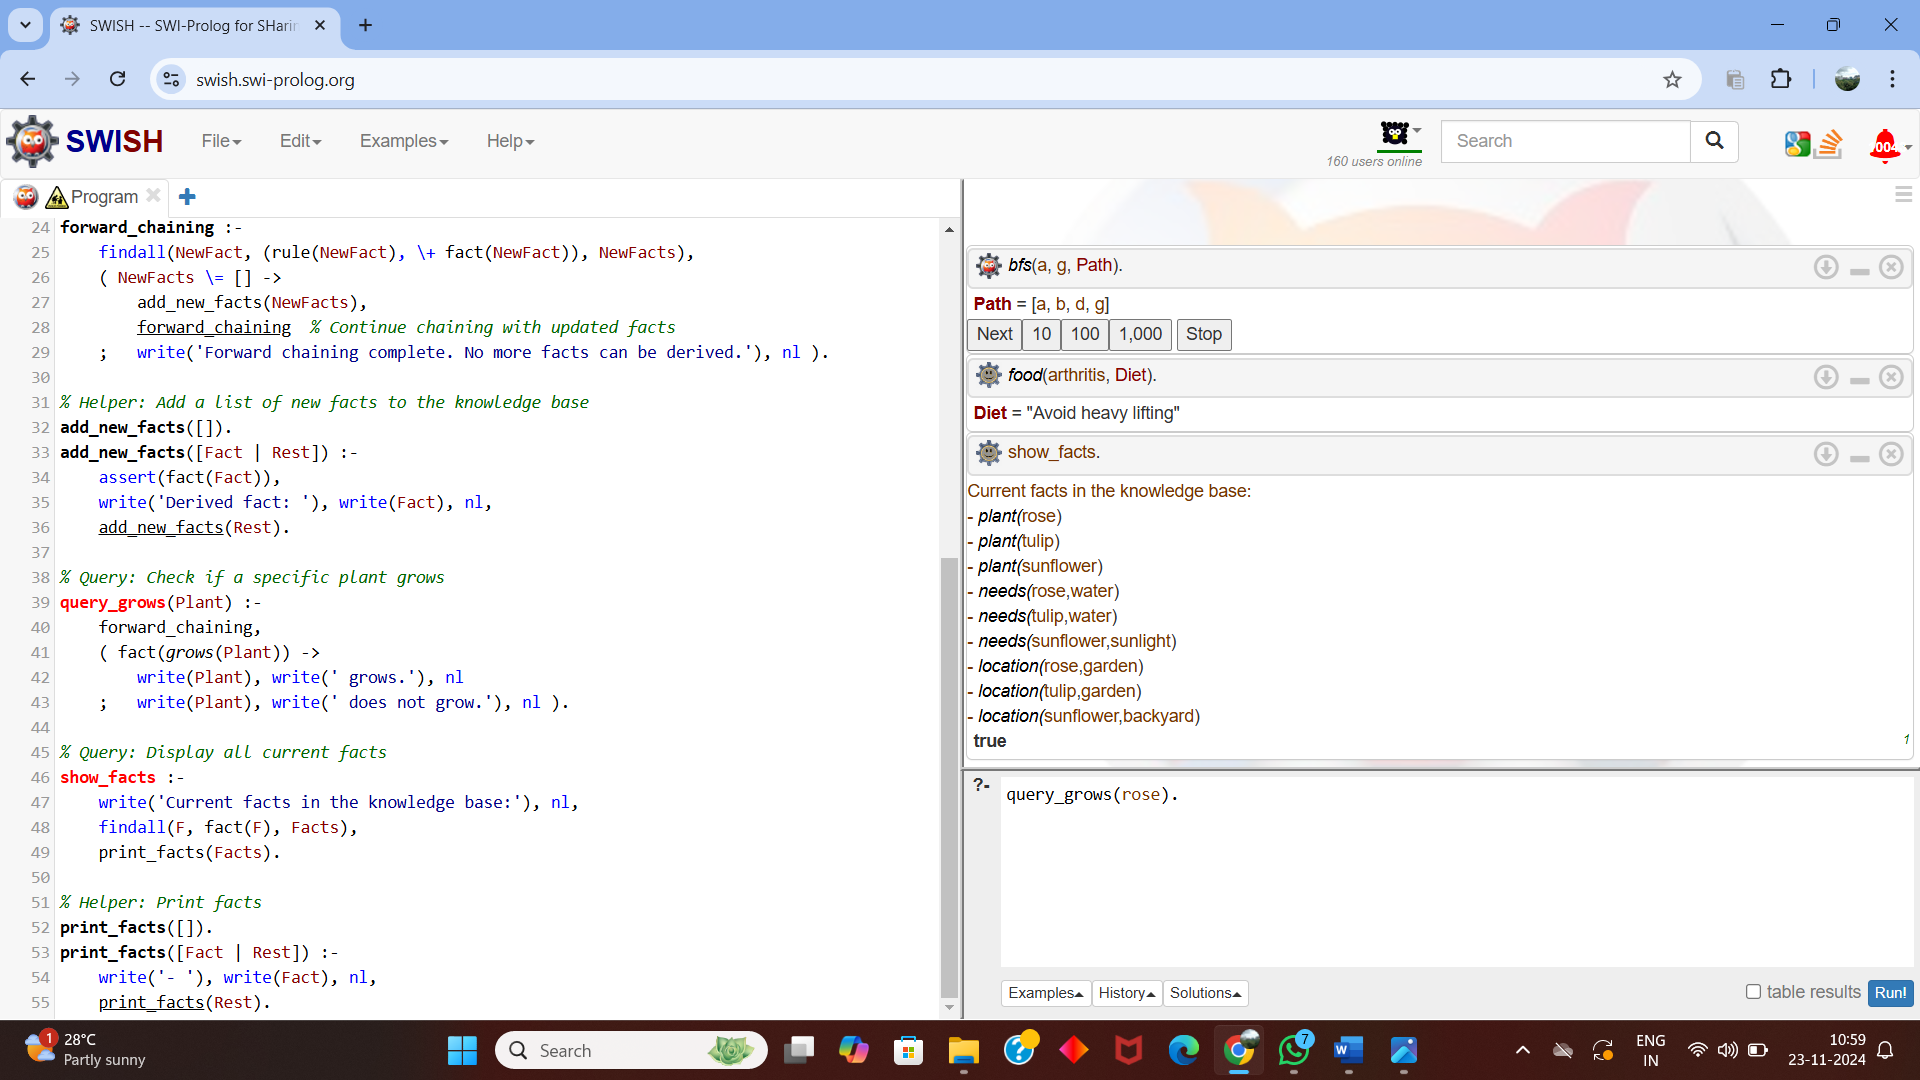 SWISH -- SWI-Prolog for SHarin
swish.swi-prolog.org
SWISH File Edit Examples Help
160 users online
Search
Program
24 forward_chaining :-
25 findall(NewFact, (rule(NewFact), \+ fact(NewFact)), NewFacts),
26 ( NewFacts \= [] ->
27 add_new_facts(NewFacts),
28 forward_chaining % Continue chaining with updated facts
29 ; write('Forward chaining complete. No more facts can be derived.'), nl ).
30
31 % Helper: Add a list of new facts to the knowledge base
32 add_new_facts([]).
33 add_new_facts([Fact | Rest]) :-
34 assert(fact(Fact)),
35 write('Derived fact: '), write(Fact), nl,
36 add_new_facts(Rest).
37
38 % Query: Check if a specific plant grows
39 query_grows(Plant) :-
40 forward_chaining,
41 ( fact(grows(Plant)) ->
42 write(Plant), write(' grows.'), nl
43 ; write(Plant), write(' does not grow.'), nl ).
44
45 % Query: Display all current facts
46 show_facts :-
47 write('Current facts in the knowledge base:'), nl,
48 findall(F, fact(F), Facts),
49 print_facts(Facts).
50
51 % Helper: Print facts
52 print_facts([]).
53 print_facts([Fact | Rest]) :-
54 write('- '), write(Fact), nl,
55 print_facts(Rest).
bfs(a, g, Path).
Path = [a, b, d, g]
Next 10 100 1,000 Stop
food(arthritis, Diet).
Diet = "Avoid heavy lifting"
show_facts.
Current facts in the knowledge base:
- plant(rose)
- plant(tulip)
- plant(sunflower)
- needs(rose,water)
- needs(tulip,water)
- needs(sunflower,sunlight)
- location(rose,garden)
- location(tulip,garden)
- location(sunflower,backyard)
true 1
?- query_grows(rose).
Examples History Solutions table results Run!
1 28°C
Partly sunny
Search
7
ENG
IN
10:59
23-11-2024